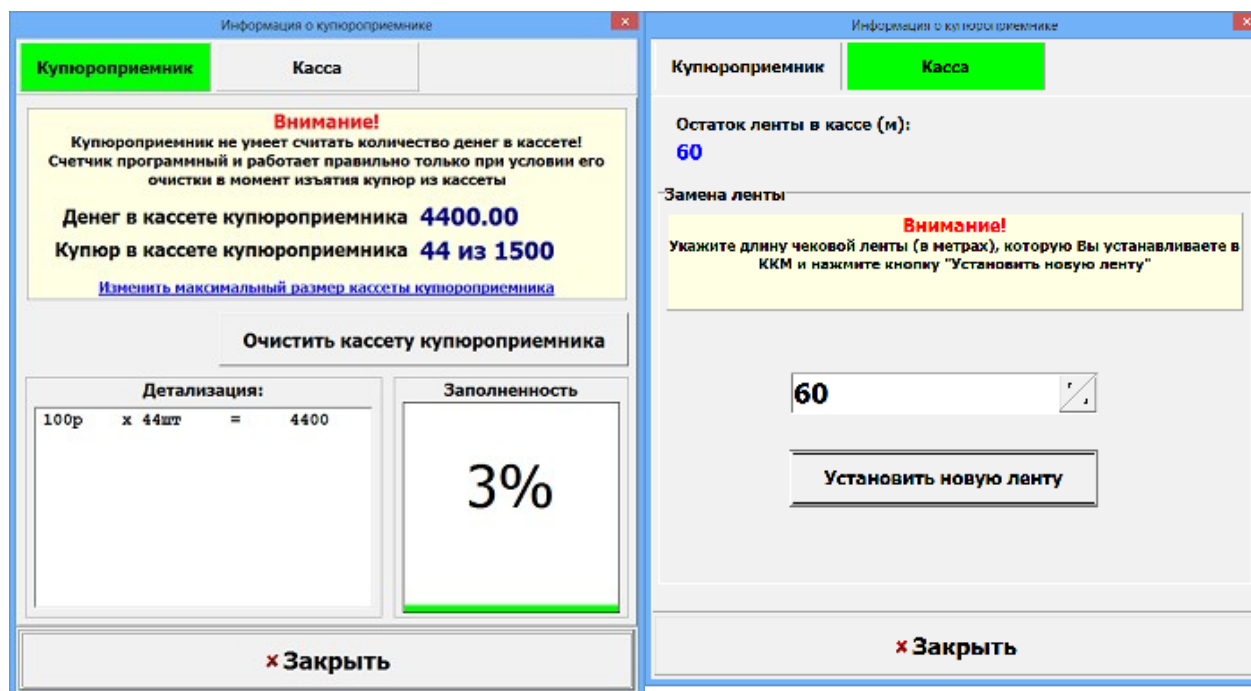 Информация о купюроприемнике
Купюроприемник
Касса
Внимание!
Купюроприемник не умеет считать количество денег в кассете!
Счетчик программный и работает правильно только при условии его
очистки в момент изъятия купюр из кассеты
Денег в кассете купюроприемника 4400.00
Купюр в кассете купюроприемника 44 из 1500
Изменить максимальный размер кассеты купюроприемника
Очистить кассету купюроприемника
Детализация:
100р х 44шт = 4400
Заполненность
3%
Закрыть
Информация о купюроприемнике
Купюроприемник
Касса
Остаток ленты в кассе (м):
60
Замена ленты
Внимание!
Укажите длину чековой ленты (в метрах), которую Вы устанавливаете в
ККМ и нажмите кнопку "Установить новую ленту"
60
Установить новую ленту
Закрыть